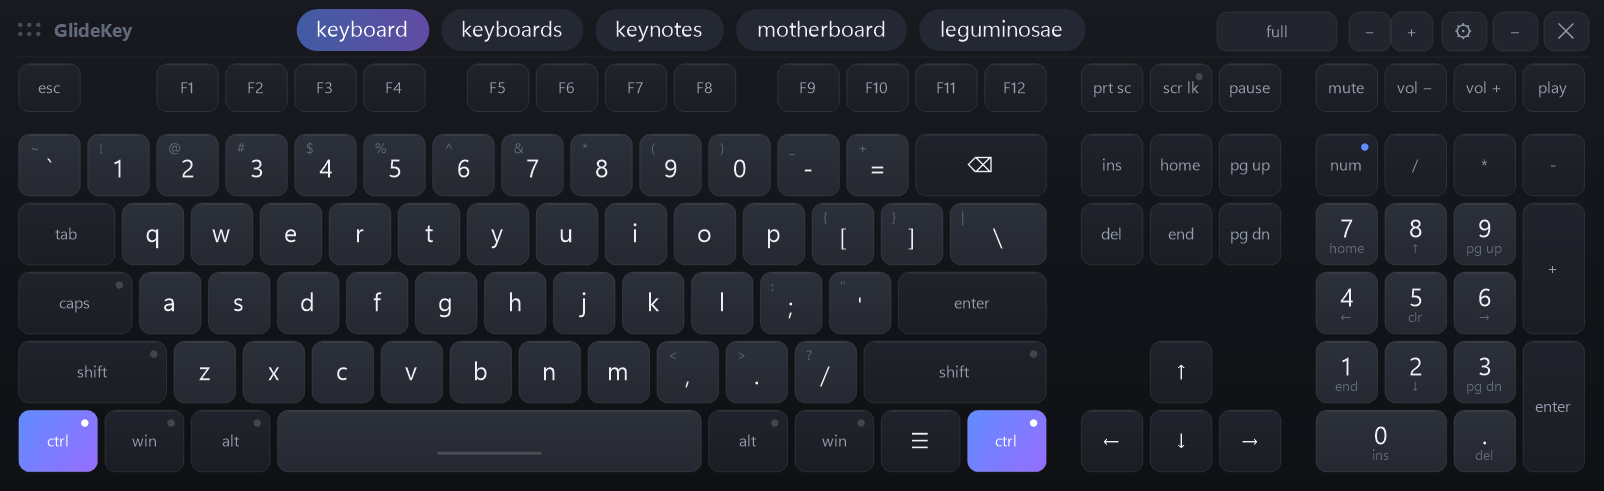 GlideKey keyboard keyboards keynotes motherboard leguminosae full − +  −
esc F1 F2 F3 F4 F5 F6 F7 F8 F9 F10 F11 F12 prt sc scr lk pause mute vol − vol + play
~ ! @ # $ % ^ & * ( ) _ +
` 1 2 3 4 5 6 7 8 9 0 - = ⌫ ins home pg up num / * -
{ } |
tab q w e r t y u i o p [ ] \ del end pg dn 7 8 9
home ↑ pg up
+
: "
caps a s d f g h j k l ; ' enter 4 5 6
← clr →
< > ?
shift z x c v b n m , . / shift ↑ 1 2 3
end ↓ pg dn
enter
ctrl win alt alt win ☰ ctrl ← ↓ → 0 .
ins del